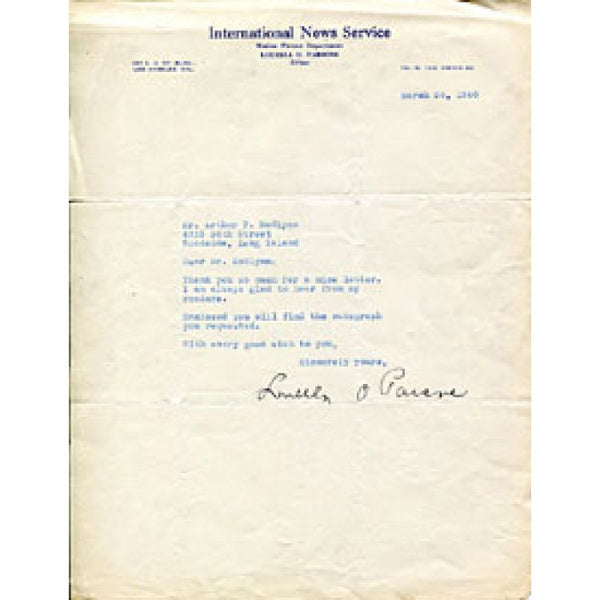 International News Service
Motion Picture Department
LOUELLA O. PARSONS
Editor
LOS ANGELES, CAL.
March
Mr. Arthur F.
Street
Woodside, Long Island
Dear Mr.
Thank you so much for a nice letter.
I am always glad to hear from my
readers.
Enclosed you will find the autograph
you requested.
With every good wish to you,
Sincerely yours,
Louella O Parsons